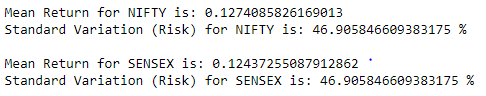 Mean Return for NIFTY is: 0.1274085826169013
Standard Variation (Risk) for NIFTY is: 46.905846609383175 %
Mean Return for SENSEX is: 0.12437255087912862
Standard Variation (Risk) for SENSEX is: 46.905846609383175 %